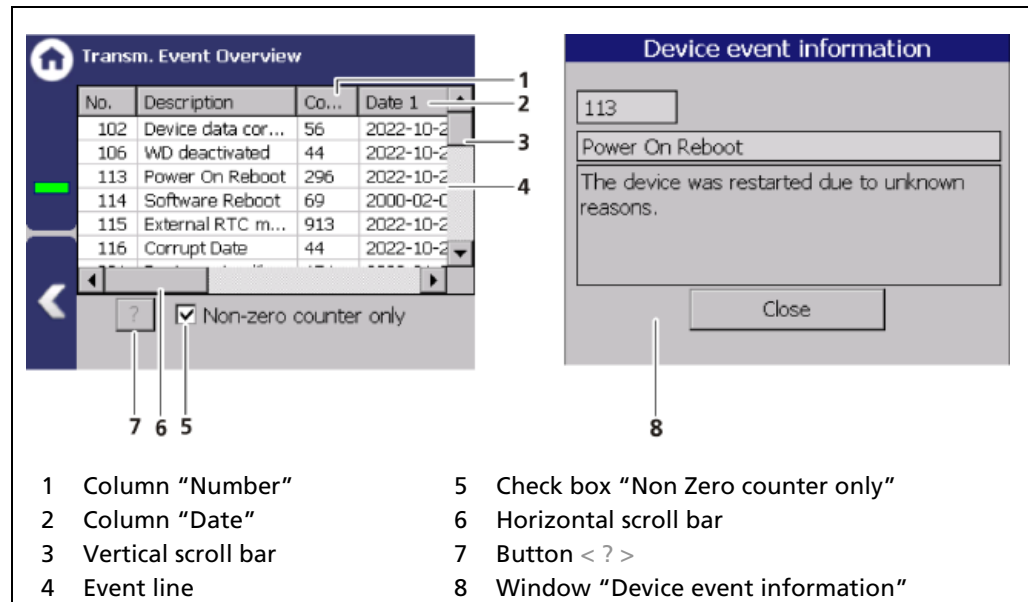 Transm. Event Overview
No. Description Co... Date 1
102 Device data cor... 56 2022-10-2
106 WD deactivated 44 2022-10-2
113 Power On Reboot 296 2022-10-2
114 Software Reboot 69 2000-02-0
115 External RTC m... 913 2022-10-2
116 Corrupt Date 44 2022-10-2
? Non-zero counter only
1
2
3
4
7 6 5
Device event information
113
Power On Reboot
The device was restarted due to unknown
reasons.
Close
8
1 Column "Number"
2 Column "Date"
3 Vertical scroll bar
4 Event line
5 Check box "Non Zero counter only"
6 Horizontal scroll bar
7 Button < ? >
8 Window "Device event information"